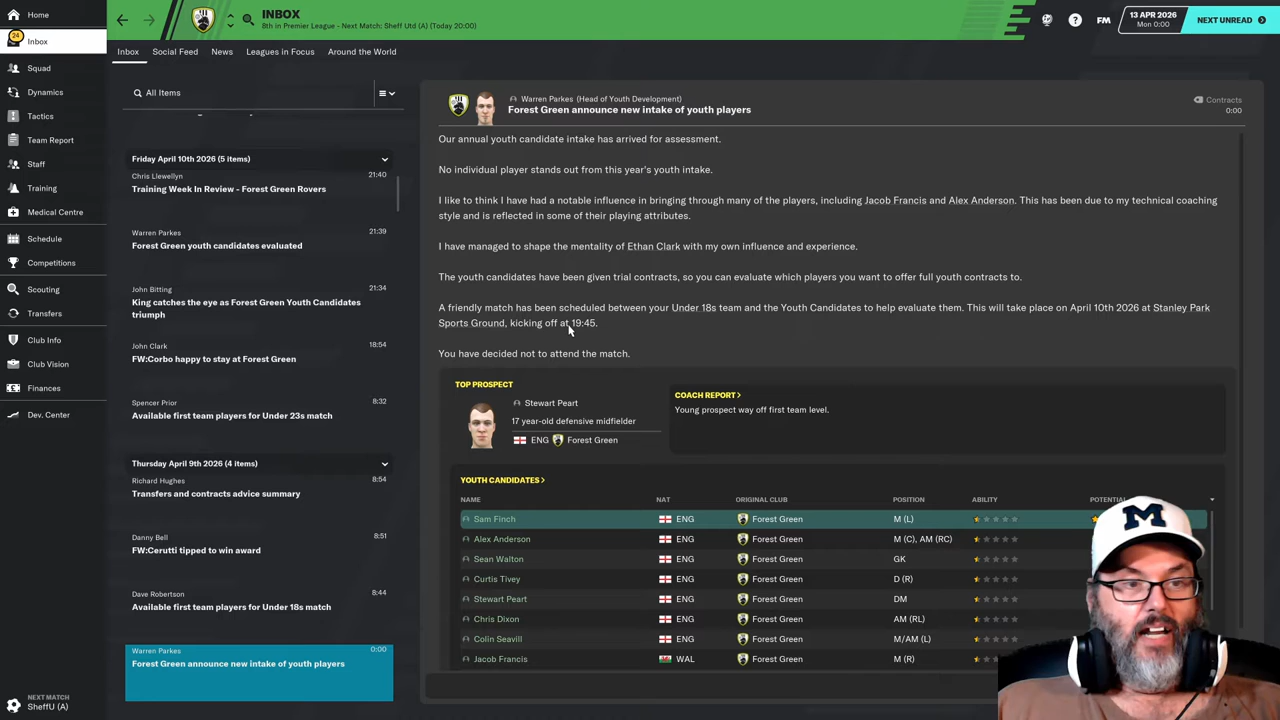 Home
INBOX
8th in Premier League - Next Match: Sheff Utd (A) (Today 20:00)
FM
13 APR 2026
Mon 0:00
NEXT UNREAD
24
Inbox
Squad
Dynamics
Tactics
Team Report
Staff
Training
Medical Centre
Schedule
Competitions
Scouting
Transfers
Club Info
Club Vision
Finances
Dev. Center
NEXT MATCH
SheffU (A)
Inbox
Social Feed
News
Leagues in Focus
Around the World
All Items
Friday April 10th 2026 (5 items)
Chris Llewellyn 21:40
Training Week In Review - Forest Green Rovers
Warren Parkes 21:39
Forest Green youth candidates evaluated
John Bitting 21:34
King catches the eye as Forest Green Youth Candidates
triumph
John Clark 18:54
FW:Corbo happy to stay at Forest Green
Spencer Prior 8:32
Available first team players for Under 23s match
Thursday April 9th 2026 (4 items)
Richard Hughes 8:54
Transfers and contracts advice summary
Danny Bell 8:51
FW:Cerutti tipped to win award
Dave Robertson 8:44
Available first team players for Under 18s match
Warren Parkes 0:00
Forest Green announce new intake of youth players
Warren Parkes (Head of Youth Development)
Forest Green announce new intake of youth players
Contracts
0:00
Our annual youth candidate intake has arrived for assessment.
No individual player stands out from this year's youth intake.
I like to think I have had a notable influence in bringing through many of the players, including Jacob Francis and Alex Anderson. This has been due to my technical coaching
style and is reflected in some of their playing attributes.
I have managed to shape the mentality of Ethan Clark with my own influence and experience.
The youth candidates have been given trial contracts, so you can evaluate which players you want to offer full youth contracts to.
A friendly match has been scheduled between your Under 18s team and the Youth Candidates to help evaluate them. This will take place on April 10th 2026 at Stanley Park
Sports Ground, kicking off at 19:45.
You have decided not to attend the match.
TOP PROSPECT
Stewart Peart
17 year-old defensive midfielder
ENG Forest Green
COACH REPORT>
Young prospect way off first team level.
YOUTH CANDIDATES>
NAME NAT ORIGINAL CLUB POSITION ABILITY POTENTIAL
Sam Finch ENG Forest Green M (L)
Alex Anderson ENG Forest Green M (C), AM (RC)
Sean Walton ENG Forest Green GK
Curtis Tivey ENG Forest Green D (R)
Stewart Peart ENG Forest Green DM
Chris Dixon ENG Forest Green AM (RL)
Colin Seavill ENG Forest Green M/AM (L)
Jacob Francis WAL Forest Green M (R)
M